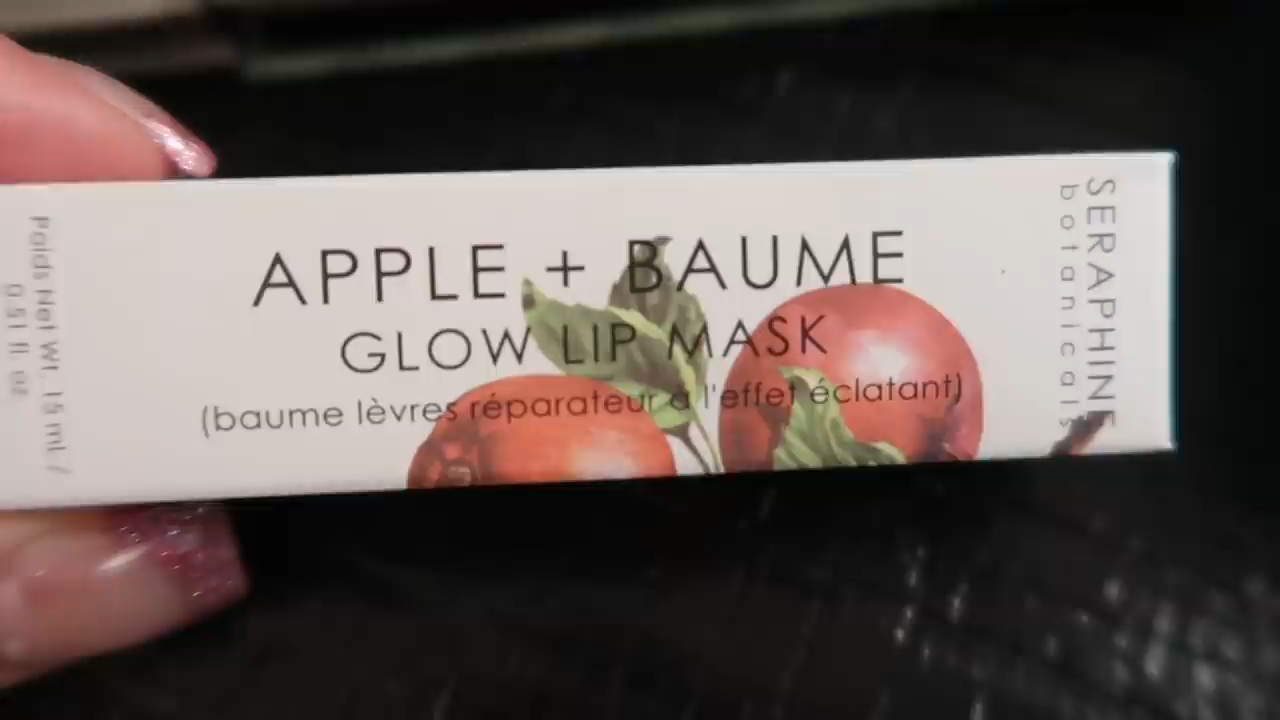 APPLE + BAUME
GLOW LIP MASK
(baume lèvres réparateur à l'effet éclatant)
SERAPHINE
botanicals
Poids Net Wt. 15 ml /
0.51 fl. oz